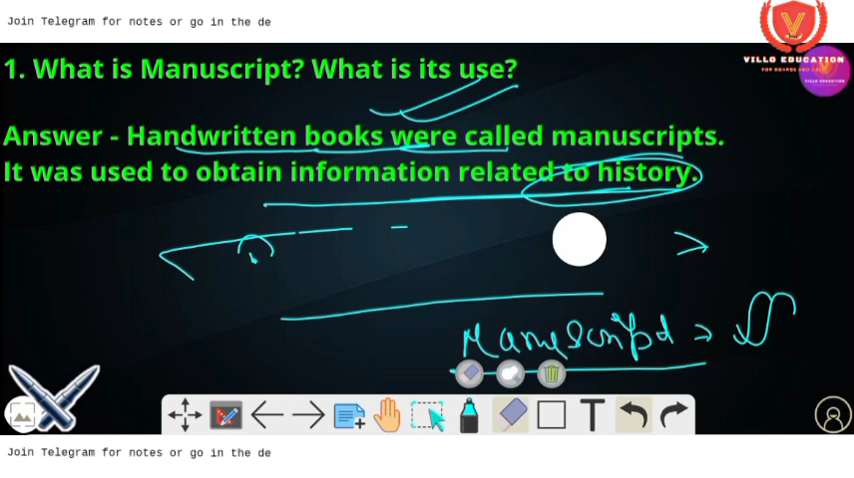 Join Telegram for notes or go in the de
VILLO EDUCATION
1. What is Manuscript? What is its use?
Answer - Handwritten books were called manuscripts.
It was used to obtain information related to history.
T
Join Telegram for notes or go in the de